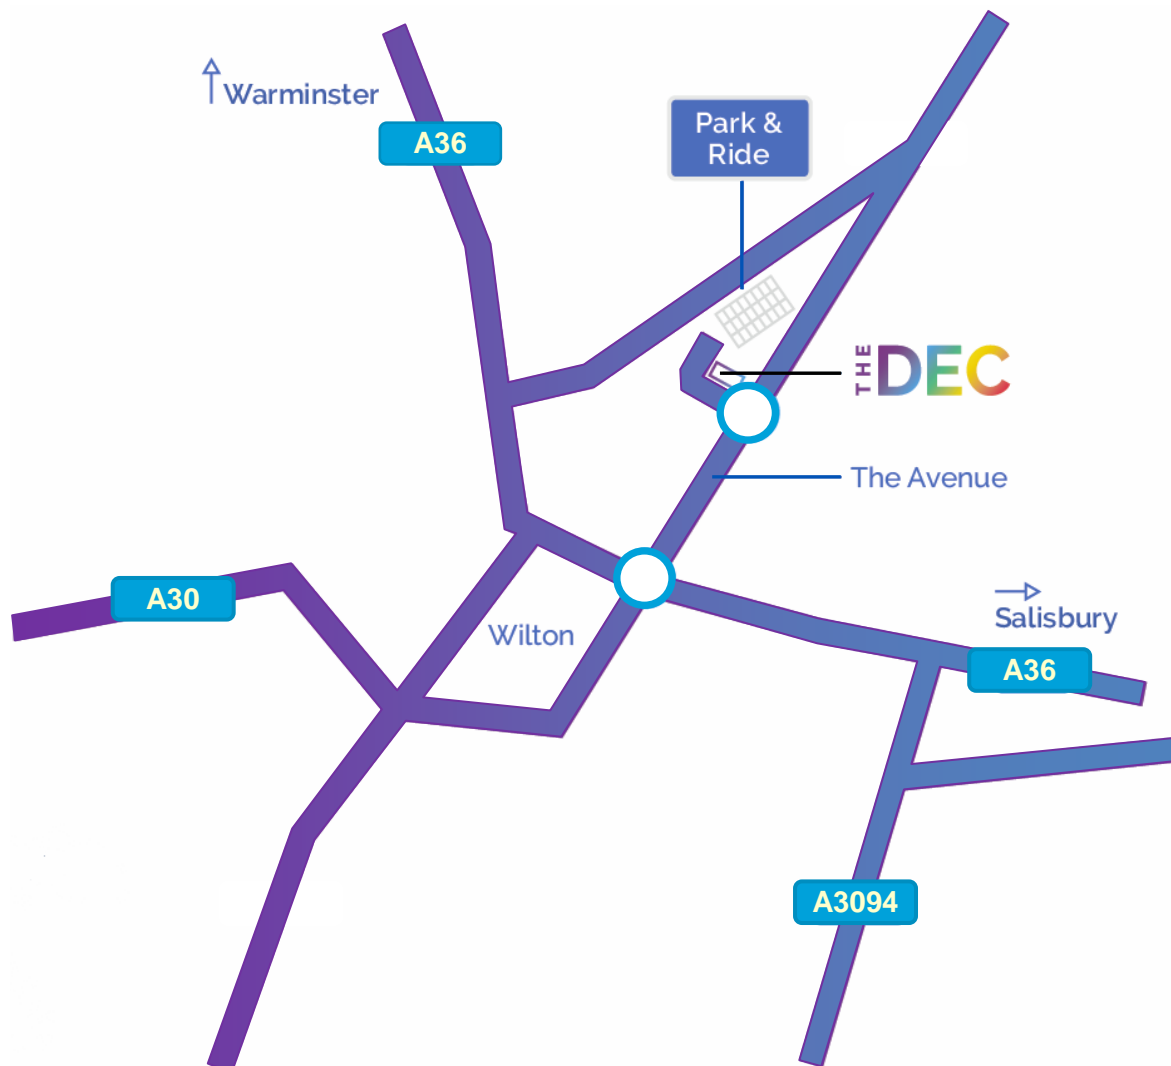 Warminster
A36
Park &
Ride
THE DEC
The Avenue
A30
Wilton
Salisbury
A36
A3094